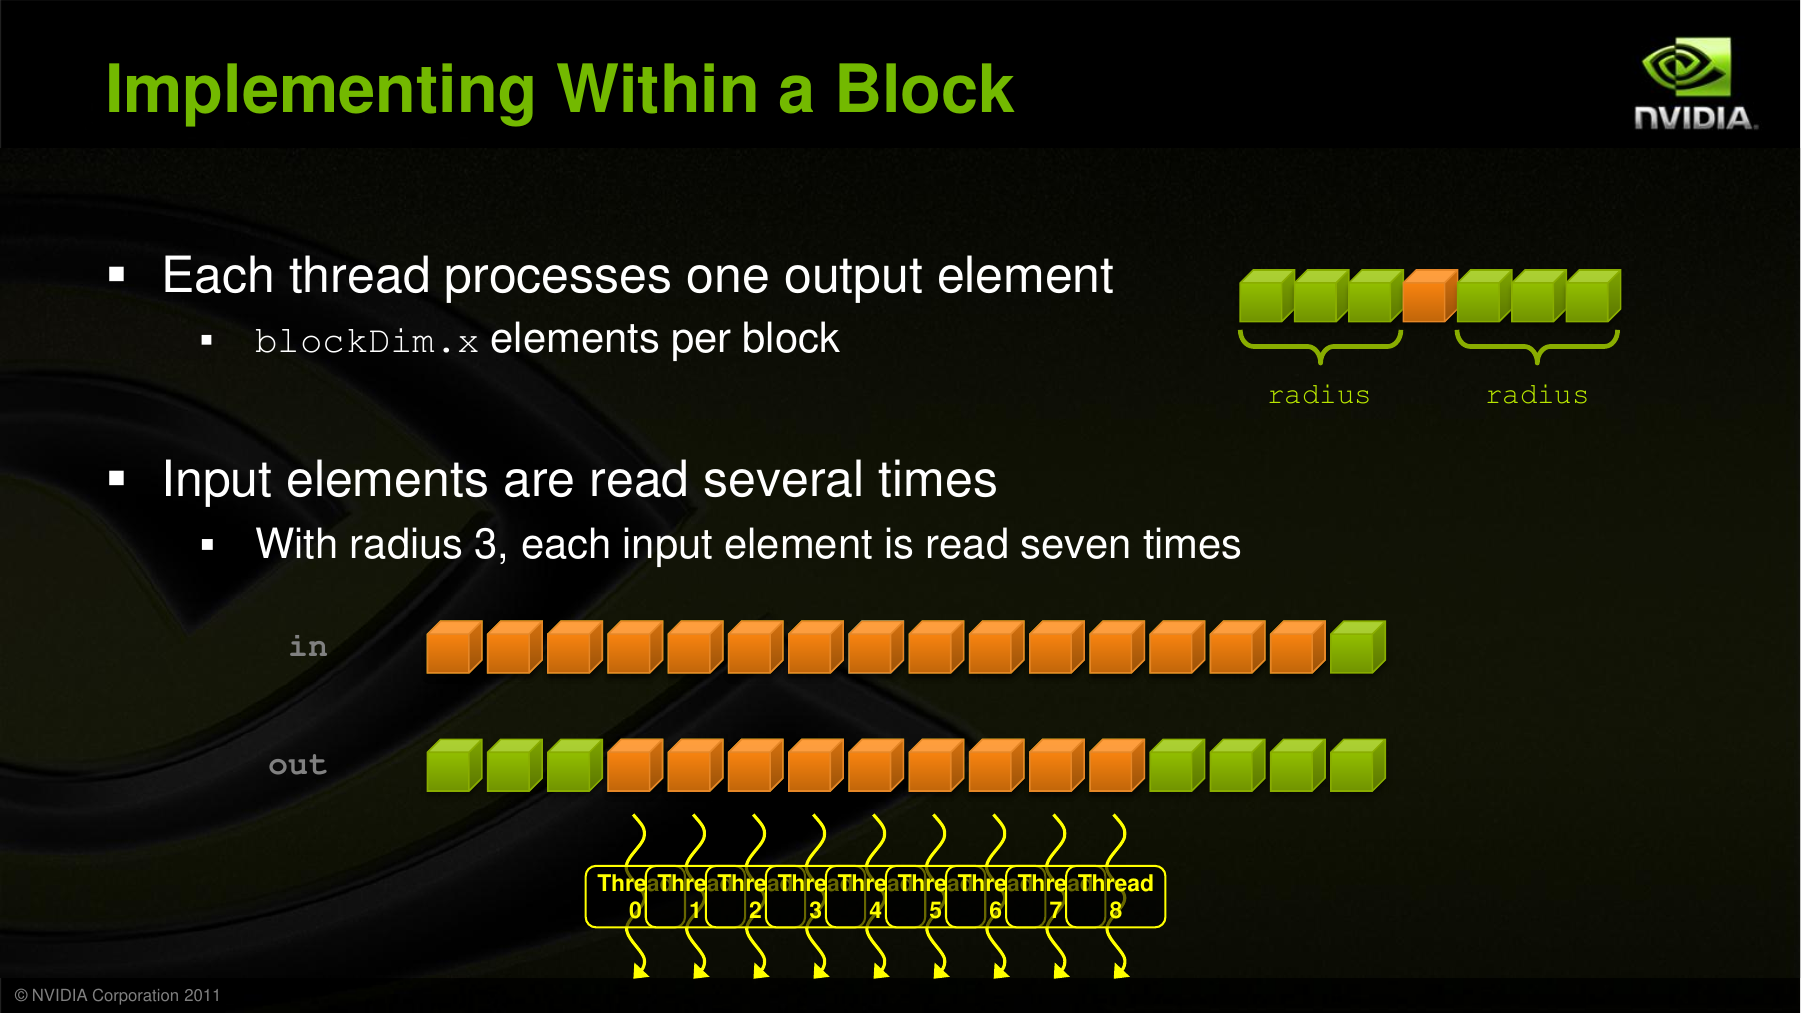 Implementing Within a Block
NVIDIA.
▪ Each thread processes one output element
▪ blockDim.x elements per block
radius radius
▪ Input elements are read several times
▪ With radius 3, each input element is read seven times
in
out
Thread Thread Thread Thread Thread Thread Thread Thread Thread
0 1 2 3 4 5 6 7 8
© NVIDIA Corporation 2011